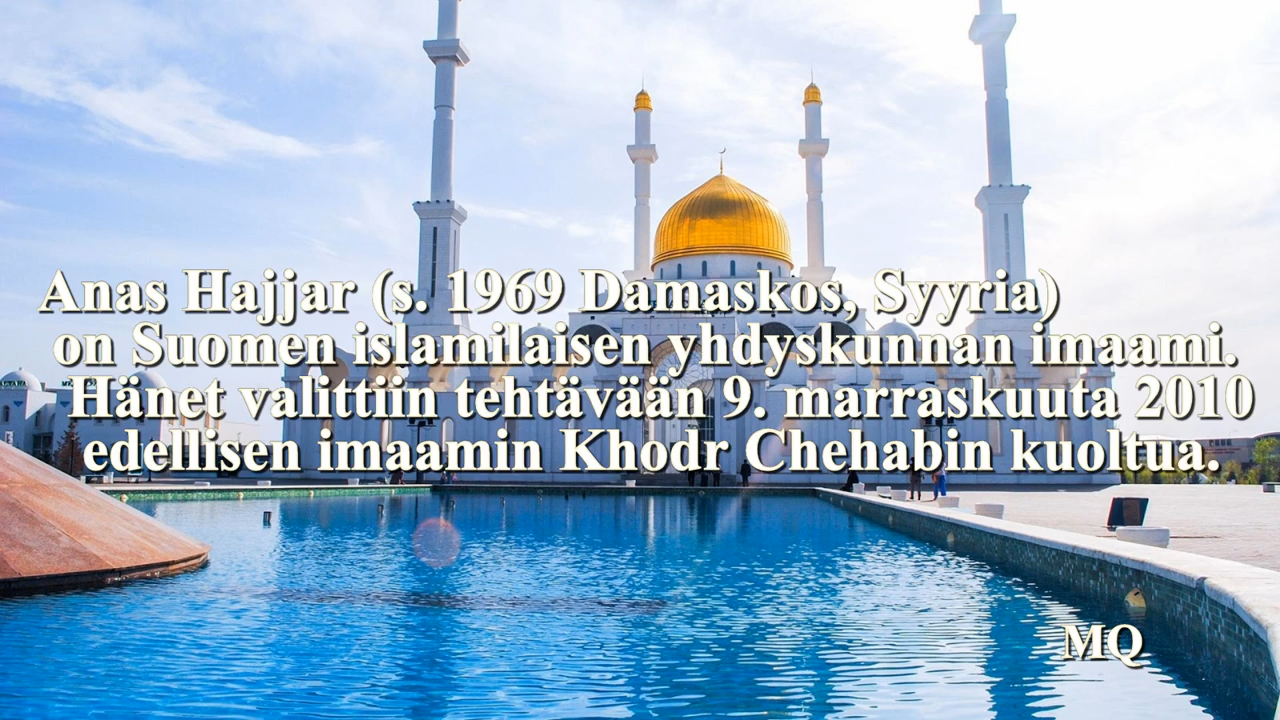 Anas Hajjar (s. 1969 Damaskos, Syyria)
on Suomen islamilaisen yhdyskunnan imaami.
Hänet valittiin tehtävään 9. marraskuuta 2010
edellisen imaamin Khodr Chehabin kuoltua.
MQ